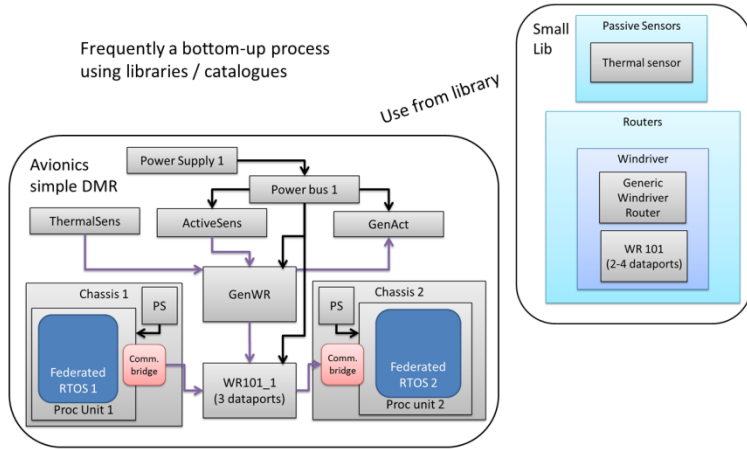 Frequently a bottom-up process
using libraries / catalogues
Use from library
Small
Lib
Passive Sensors
Thermal sensor
Routers
Windriver
Generic
Windriver
Router
WR 101
(2-4 dataports)
Avionics
simple DMR
Power Supply 1
Power bus 1
ThermalSens
ActiveSens
GenAct
GenWR
Chassis 1
PS
Federated
RTOS 1
Comm.
bridge
Proc Unit 1
WR101_1
(3 dataports)
Chassis 2
PS
Comm.
bridge
Federated
RTOS 2
Proc unit 2